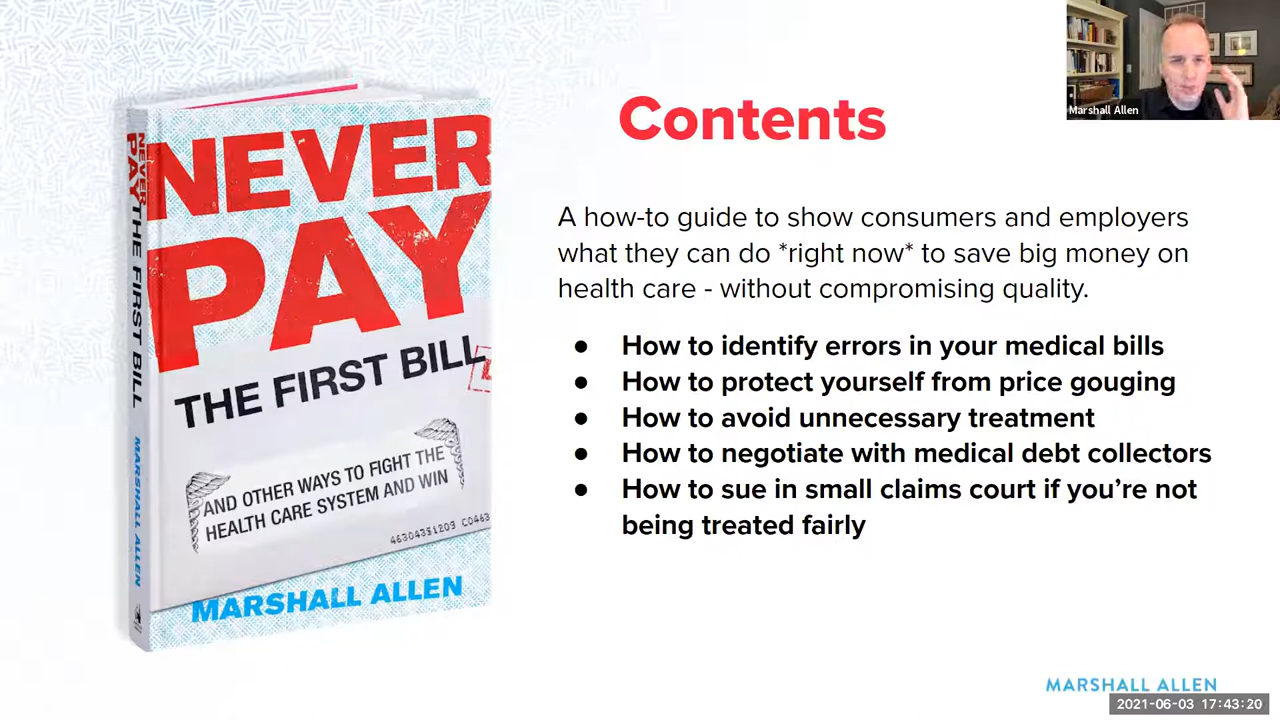 NEVER
PAY
THE FIRST BILL
AND OTHER WAYS TO FIGHT THE
HEALTH CARE SYSTEM AND WIN
46304351209 C0463
MARSHALL ALLEN
NEVER
PAY
THE FIRST BILL
MARSHALL ALLEN
Contents
A how-to guide to show consumers and employers
what they can do *right now* to save big money on
health care - without compromising quality.
● How to identify errors in your medical bills
● How to protect yourself from price gouging
● How to avoid unnecessary treatment
● How to negotiate with medical debt collectors
● How to sue in small claims court if you’re not
being treated fairly
Marshall Allen
MARSHALL ALLEN
2021-06-03 17:43:20